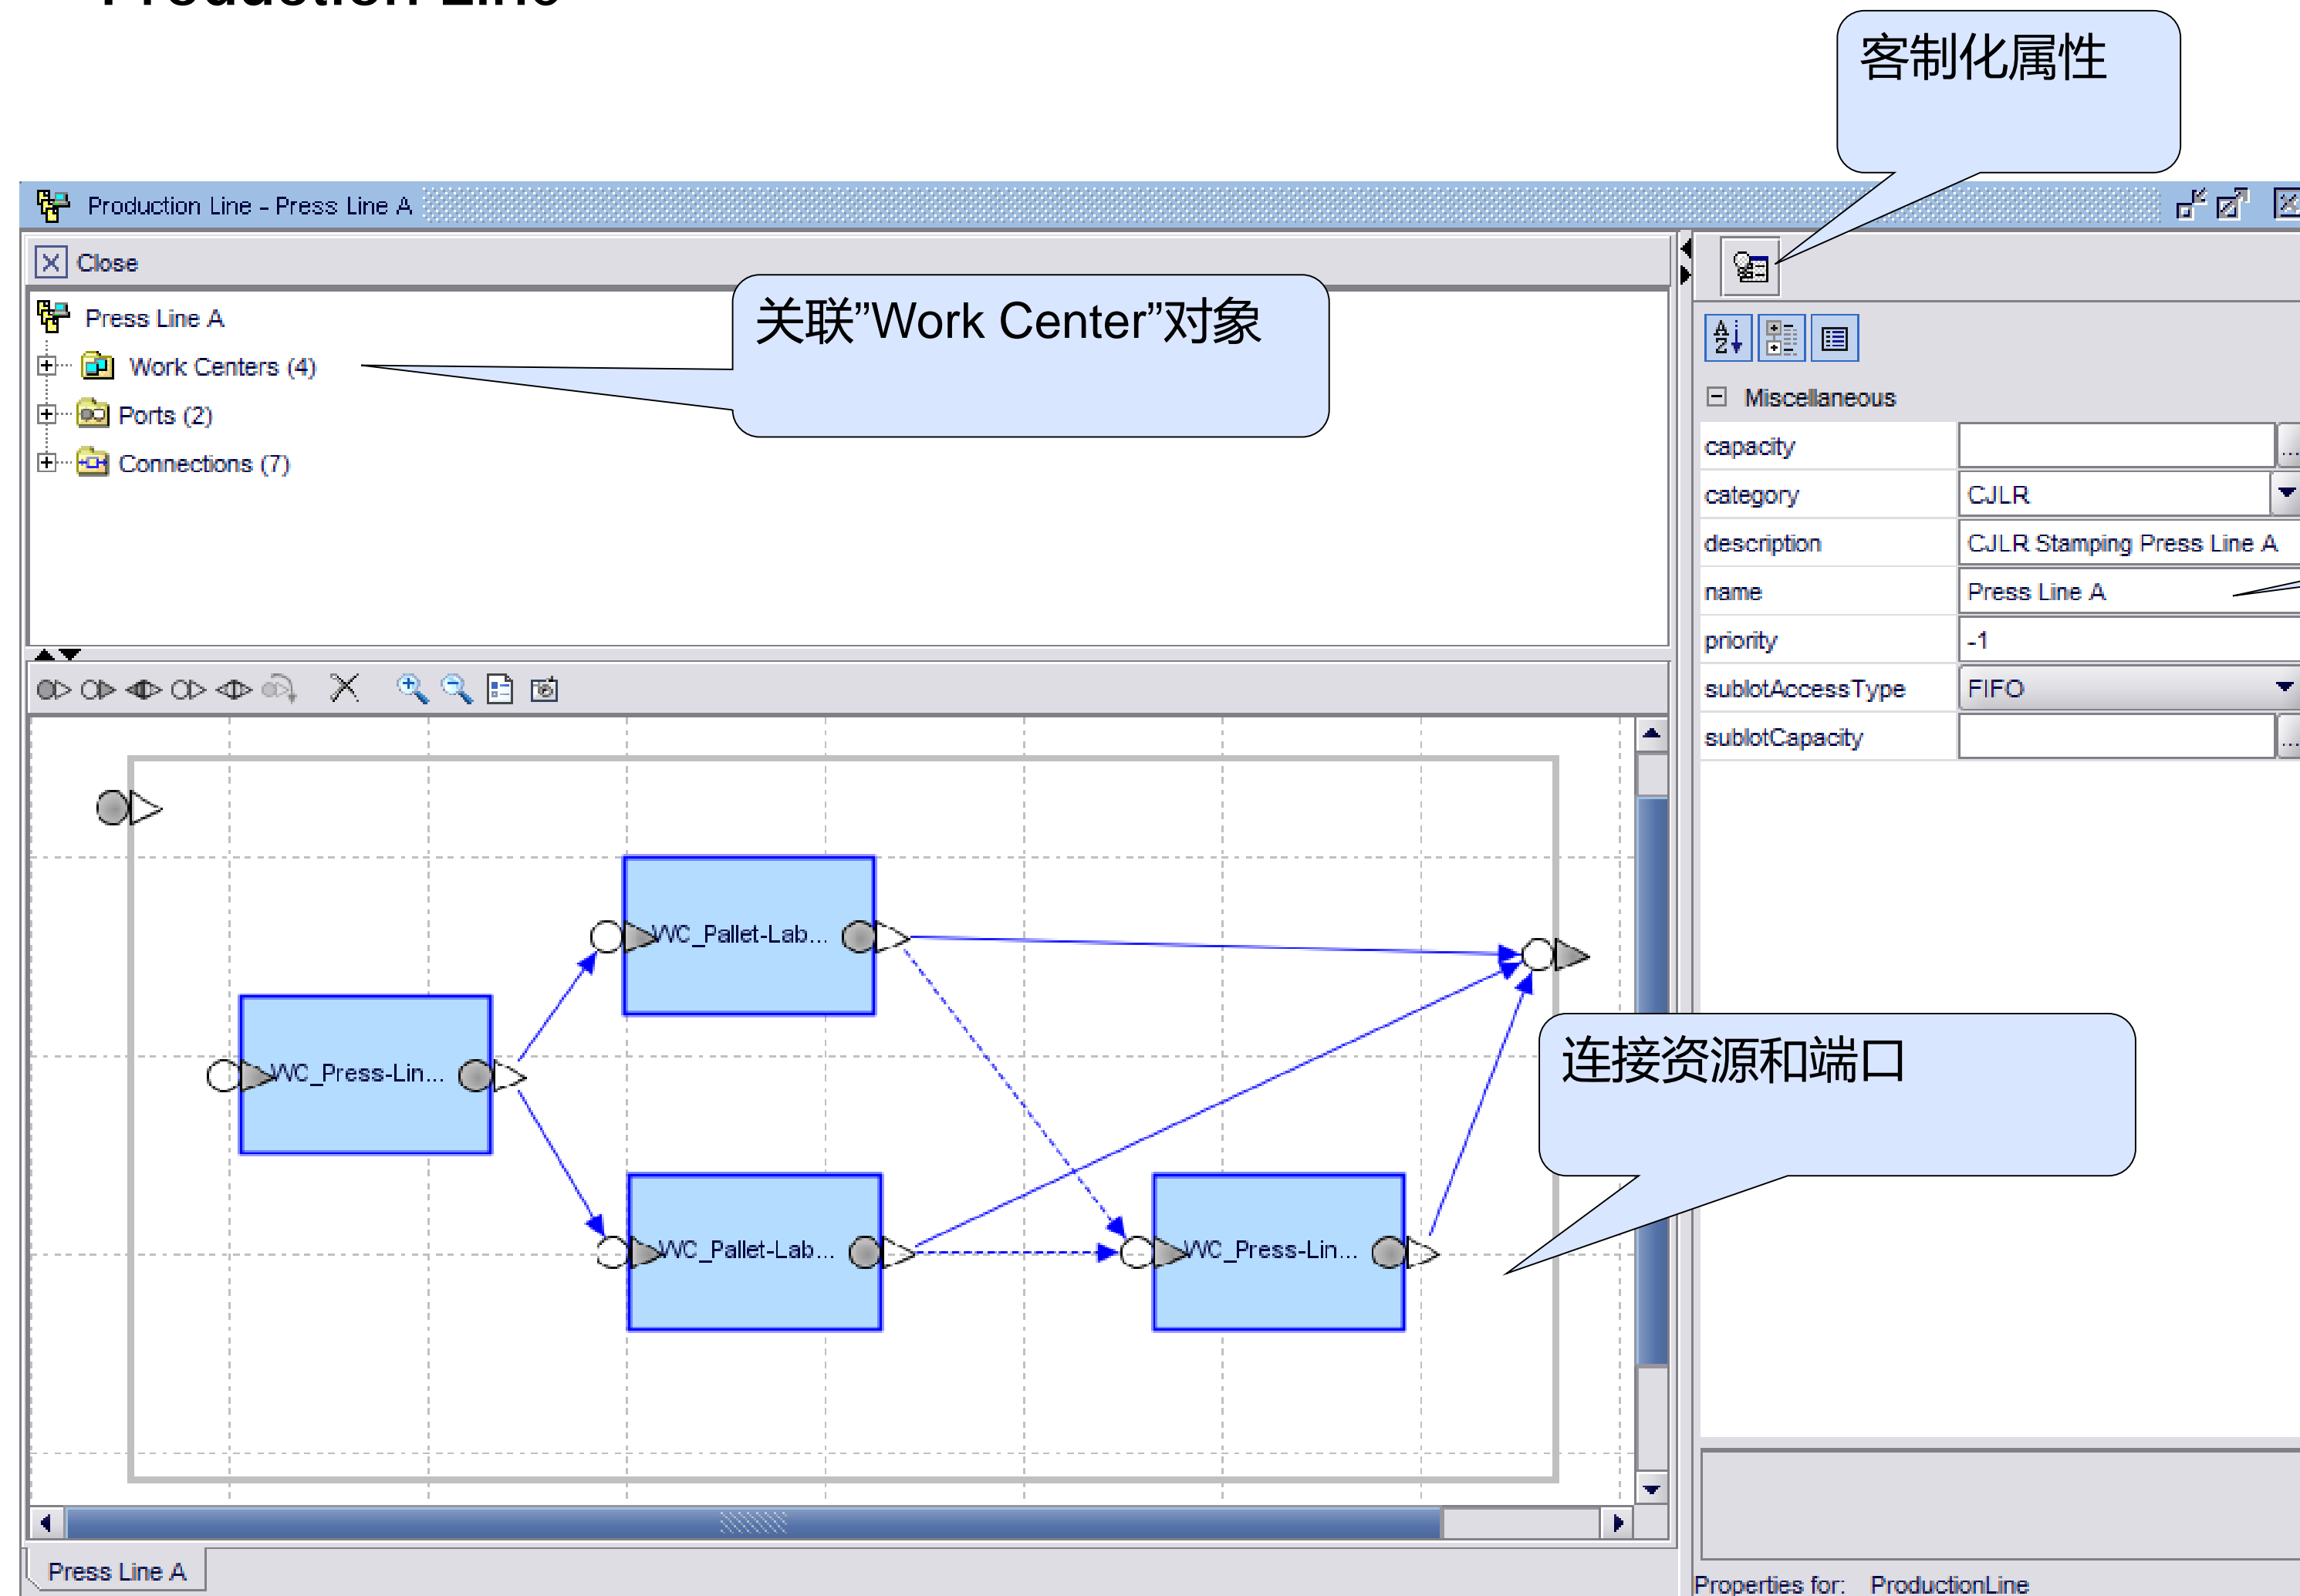 Production Line
客制化属性
Production Line - Press Line A
Close
Press Line A
Work Centers (4)
Ports (2)
Connections (7)
关联”Work Center”对象
Miscellaneous
capacity
...
category CJLR
description CJLR Stamping Press Line A
name Press Line A
priority -1
sublotAccessType FIFO
sublotCapacity
...
WC_Pallet-Lab...
WC_Press-Lin...
WC_Pallet-Lab...
WC_Press-Lin...
连接资源和端口
Press Line A
Properties for: ProductionLine